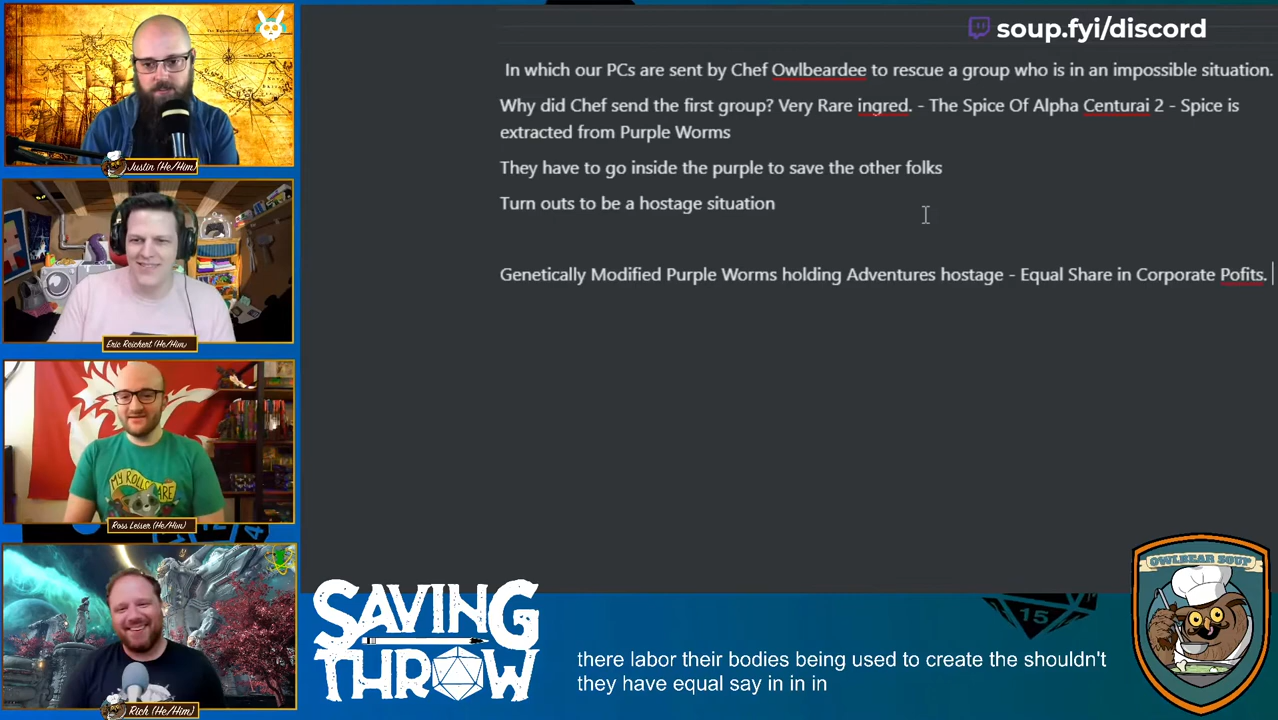 soup.fyi/discord
In which our PCs are sent by Chef Owlbeardee to rescue a group who is in an impossible situation.
Why did Chef send the first group? Very Rare ingred. - The Spice Of Alpha Centurai 2 - Spice is
extracted from Purple Worms
They have to go inside the purple to save the other folks
Turn outs to be a hostage situation
Genetically Modified Purple Worms holding Adventures hostage - Equal Share in Corporate Pofits.
Justin (He/Him)
Eric Reichert (He/Him)
MY ROLLS ARE
Ross Leiser (He/Him)
Rich (He/Him)
SAVING
THROW
there labor their bodies being used to create the shouldn't
they have equal say in in in
15
OWLBEAR SOUP